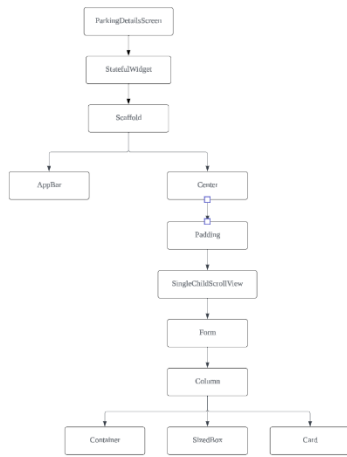 ParkingDetailsScreen
StatefulWidget
Scaffold
AppBar
Center
Padding
SingleChildScrollView
Form
Column
Container
SizedBox
Card